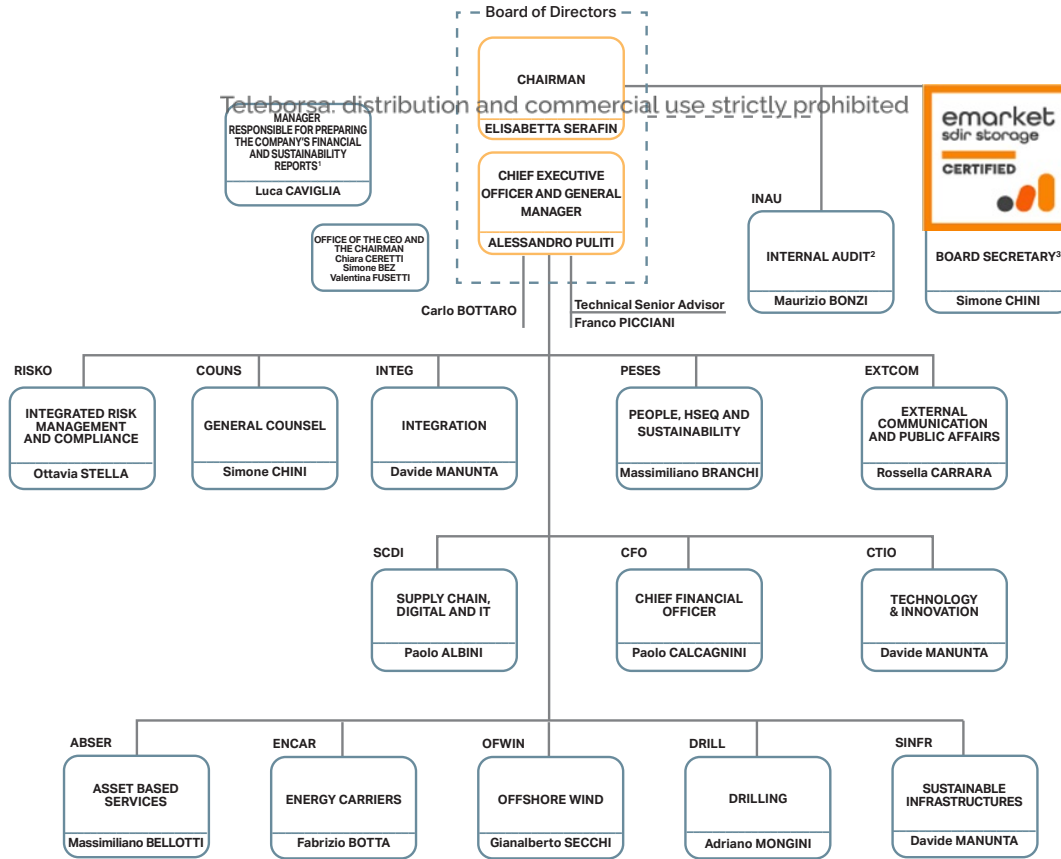 Board of Directors
CHAIRMAN
ELISABETTA SERAFIN
Teleborsa: distribution and commercial use strictly prohibited
emarket
sdir storage
CERTIFIED
MANAGER
RESPONSIBLE FOR PREPARING
THE COMPANY'S FINANCIAL
AND SUSTAINABILITY
REPORTS¹
Luca CAVIGLIA
CHIEF EXECUTIVE
OFFICER AND GENERAL
MANAGER
ALESSANDRO PULITI
OFFICE OF THE CEO AND
THE CHAIRMAN
Chiara CERETTI
Simone BEZ
Valentina FUSETTI
INAU
INTERNAL AUDIT²
Maurizio BONZI
BOARD SECRETARY³
Simone CHINI
Carlo BOTTARO
Technical Senior Advisor
Franco PICCIANI
RISKO
INTEGRATED RISK
MANAGEMENT
AND COMPLIANCE
Ottavia STELLA
COUNS
GENERAL COUNSEL
Simone CHINI
INTEG
INTEGRATION
Davide MANUNTA
PESES
PEOPLE, HSEQ AND
SUSTAINABILITY
Massimiliano BRANCHI
EXTCOM
EXTERNAL
COMMUNICATION
AND PUBLIC AFFAIRS
Rossella CARRARA
SCDI
SUPPLY CHAIN,
DIGITAL AND IT
Paolo ALBINI
CFO
CHIEF FINANCIAL
OFFICER
Paolo CALCAGNINI
CTIO
TECHNOLOGY
& INNOVATION
Davide MANUNTA
ABSER
ASSET BASED
SERVICES
Massimiliano BELLOTTI
ENCAR
ENERGY CARRIERS
Fabrizio BOTTA
OFWIN
OFFSHORE WIND
Gianalberto SECCHI
DRILL
DRILLING
Adriano MONGINI
SINFR
SUSTAINABLE
INFRASTRUCTURES
Davide MANUNTA